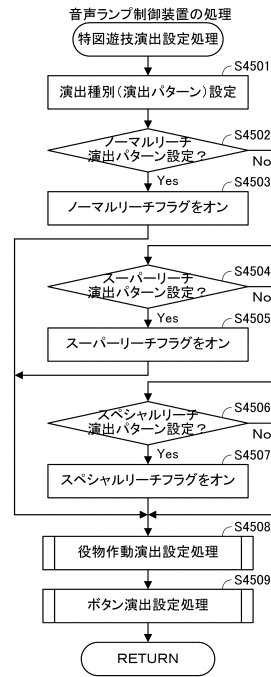 音声ランプ制御装置の処理
特図遊技演出設定処理
S4501
演出種別(演出パターン)設定
S4502
ノーマルリーチ
演出パターン設定?
No
Yes
S4503
ノーマルリーチフラグをオン
S4504
スーパーリーチ
演出パターン設定?
No
Yes
S4505
スーパーリーチフラグをオン
S4506
スペシャルリーチ
演出パターン設定?
No
Yes
S4507
スペシャルリーチフラグをオン
S4508
役物作動演出設定処理
S4509
ボタン演出設定処理
RETURN